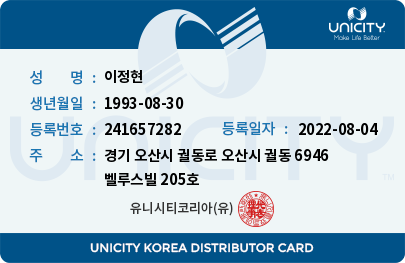 UNICITY
Make Life Better
성 명 : 이정현
생년월일 : 1993-08-30
등록번호 : 241657282 등록일자 : 2022-08-04
주 소 : 경기 오산시 궐동로 오산시 궐동 6946
벨루스빌 205호
UNICITY
TM
유니시티코리아(유)
UNICITY KOREA DISTRIBUTOR CARD